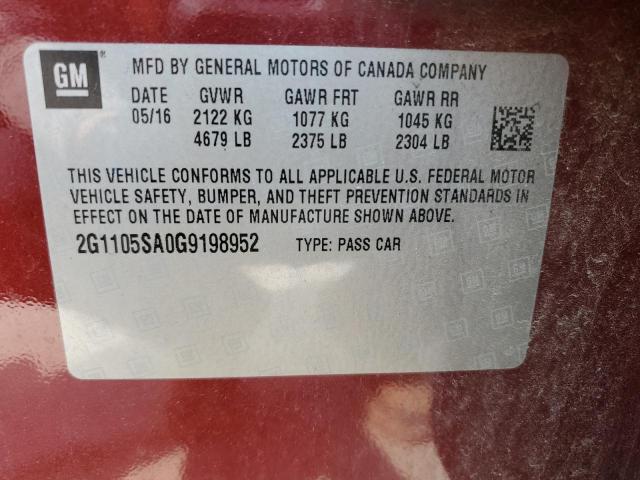 GM® MFD BY GENERAL MOTORS OF CANADA COMPANY
DATE GVWR GAWR FRT GAWR RR
05/16 2122 KG 1077 KG 1045 KG
4679 LB 2375 LB 2304 LB
THIS VEHICLE CONFORMS TO ALL APPLICABLE U.S. FEDERAL MOTOR
VEHICLE SAFETY, BUMPER, AND THEFT PREVENTION STANDARDS IN
EFFECT ON THE DATE OF MANUFACTURE SHOWN ABOVE.
2G1105SA0G9198952 TYPE: PASS CAR